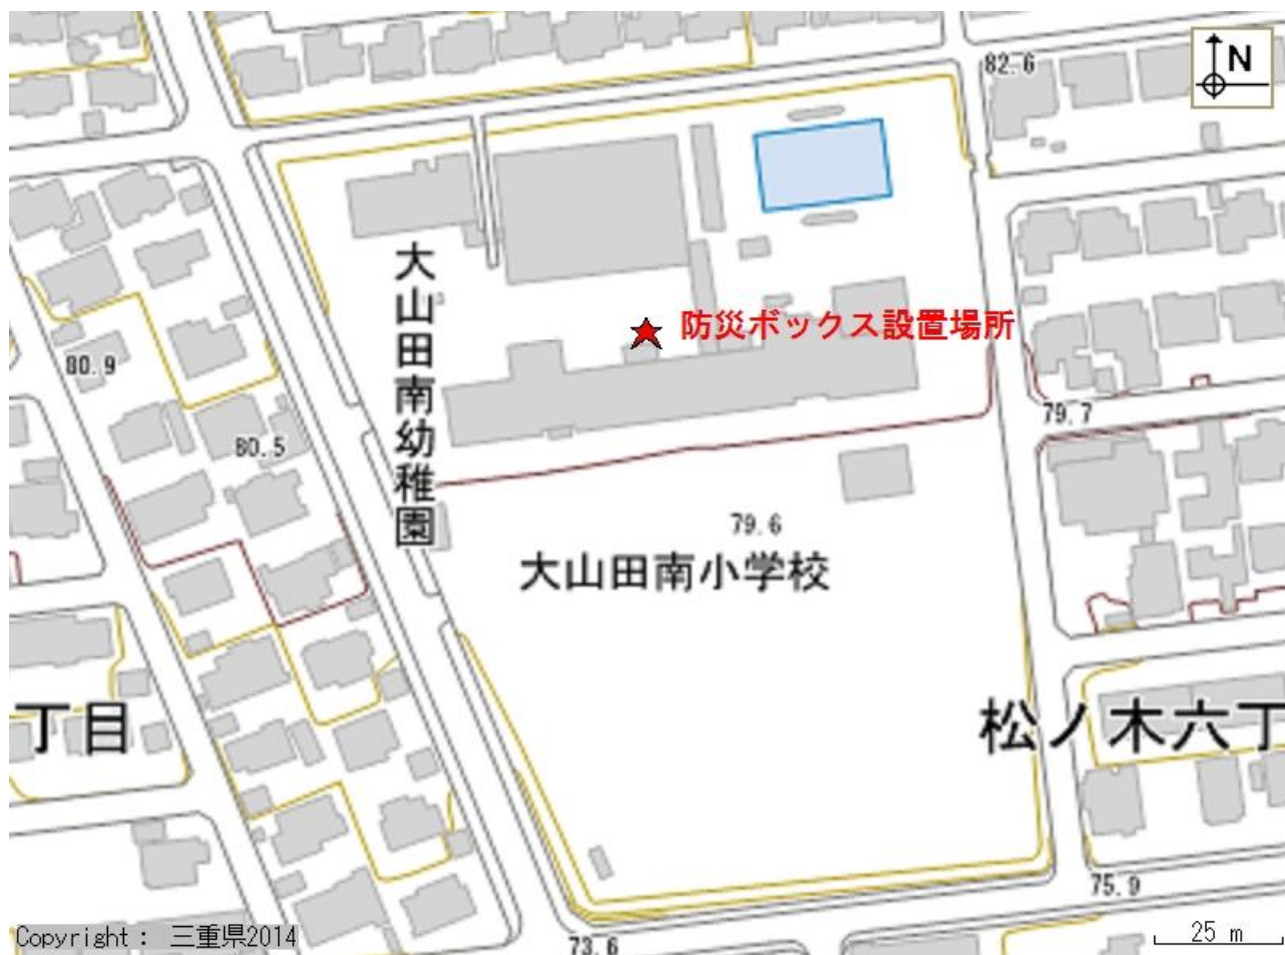 N
82.6
大山田南幼稚園
防災ボックス設置場所
80.9
79.7
80.5
79.6
大山田南小学校
丁目
松ノ木六丁
75.9
Copyright： 三重県2014
73.6
25 m